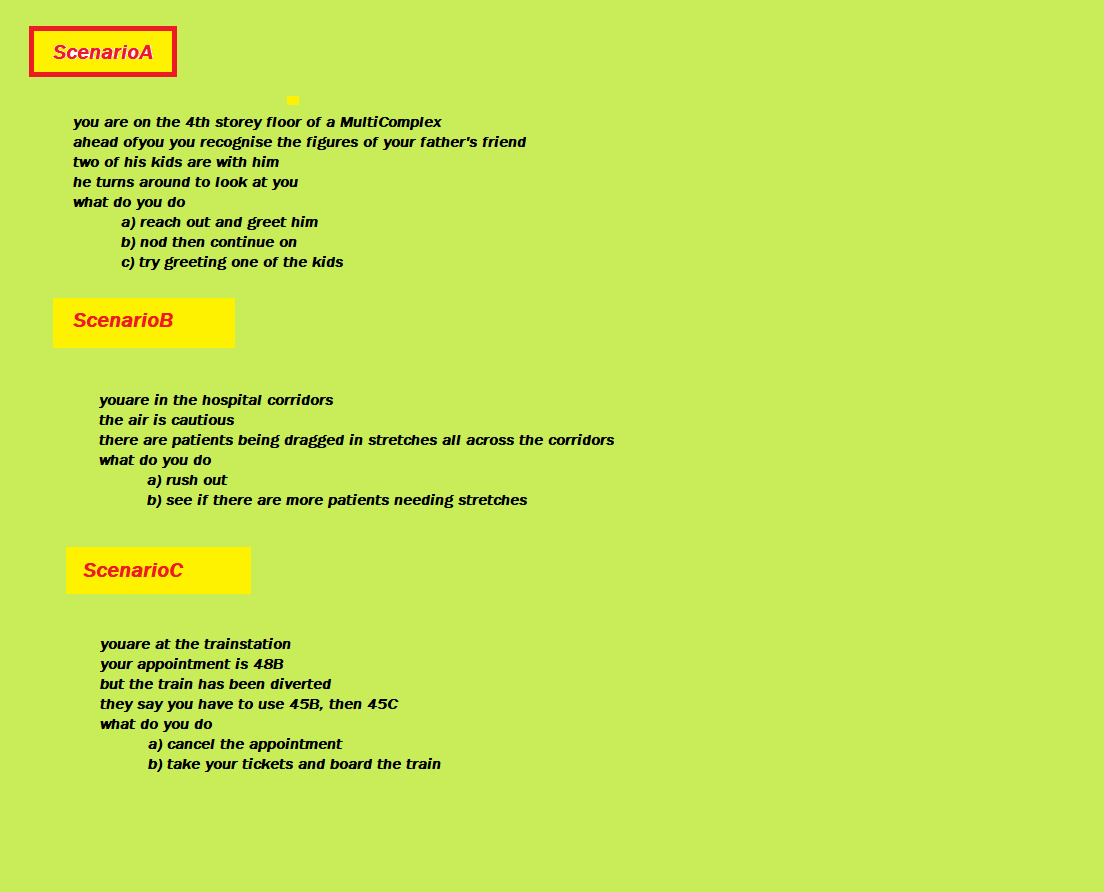 ScenarioA
you are on the 4th storey floor of a MultiComplex
ahead ofyou you recognise the figures of your father's friend
two of his kids are with him
he turns around to look at you
what do you do
a) reach out and greet him
b) nod then continue on
c) try greeting one of the kids
ScenarioB
youare in the hospital corridors
the air is cautious
there are patients being dragged in stretches all across the corridors
what do you do
a) rush out
b) see if there are more patients needing stretches
ScenarioC
youare at the trainstation
your appointment is 48B
but the train has been diverted
they say you have to use 45B, then 45C
what do you do
a) cancel the appointment
b) take your tickets and board the train